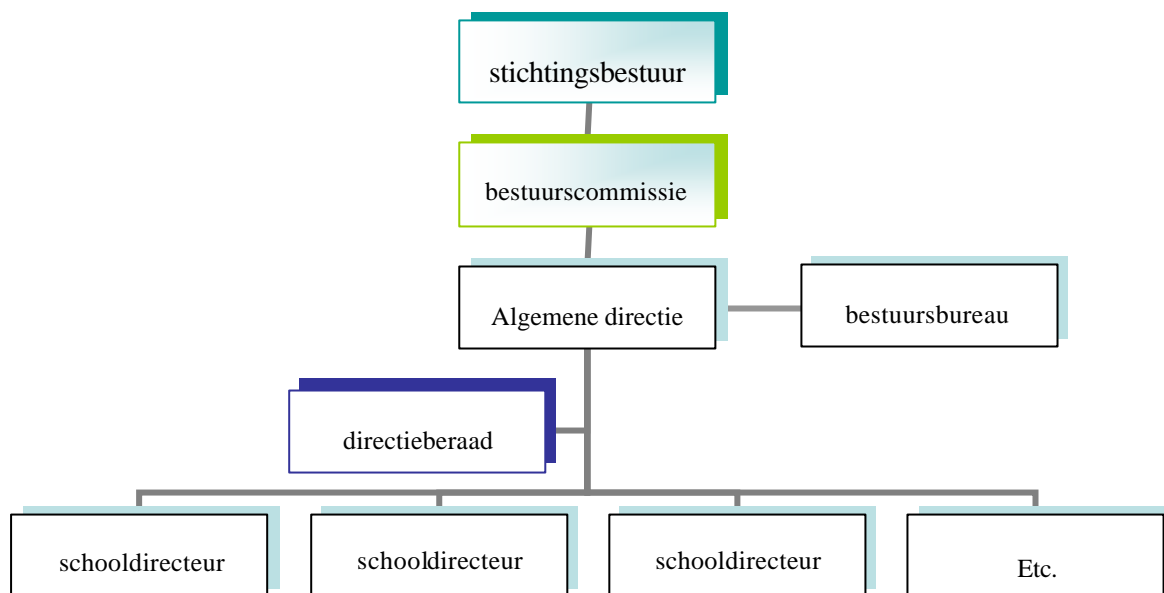 stichtingsbestuur
bestuurscommissie
Algemene directie
bestuursbureau
directieberaad
schooldirecteur
schooldirecteur
schooldirecteur
Etc.